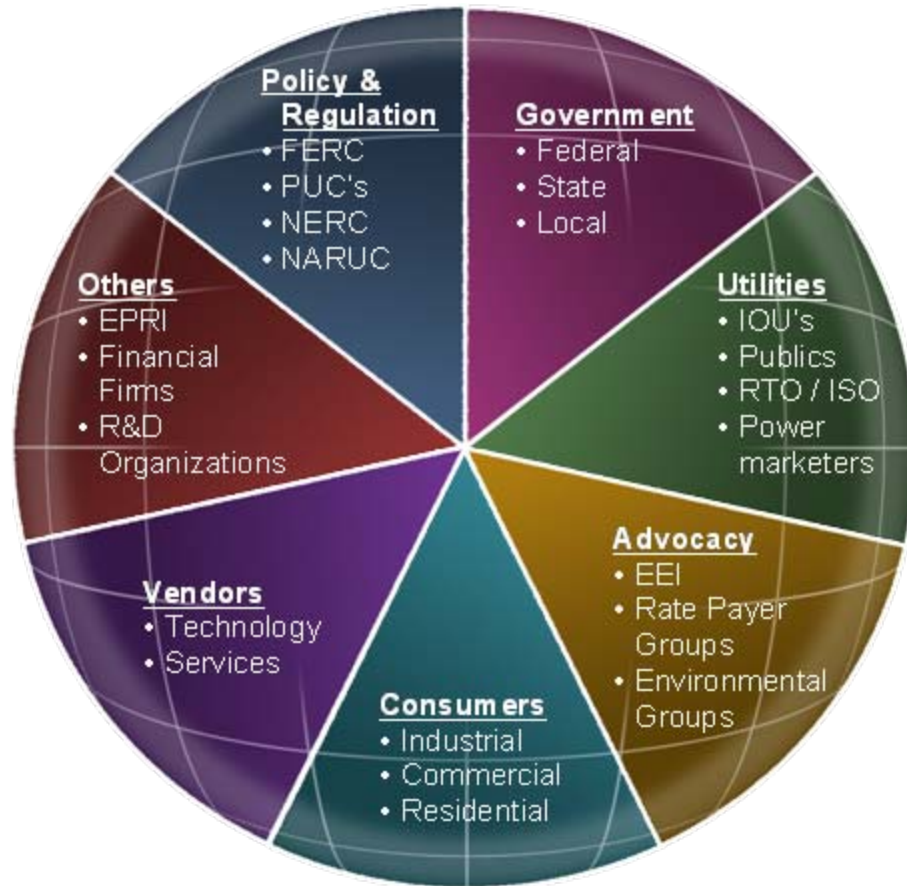 Policy &
Regulation
• FERC
• PUC's
• NERC
• NARUC
Government
• Federal
• State
• Local
Utilities
• IOU's
• Publics
• RTO / ISO
• Power
marketers
Advocacy
• EEI
• Rate Payer
Groups
• Environmental
Groups
Consumers
• Industrial
• Commercial
• Residential
Vendors
• Technology
• Services
Others
• EPRI
• Financial
Firms
• R&D
Organizations